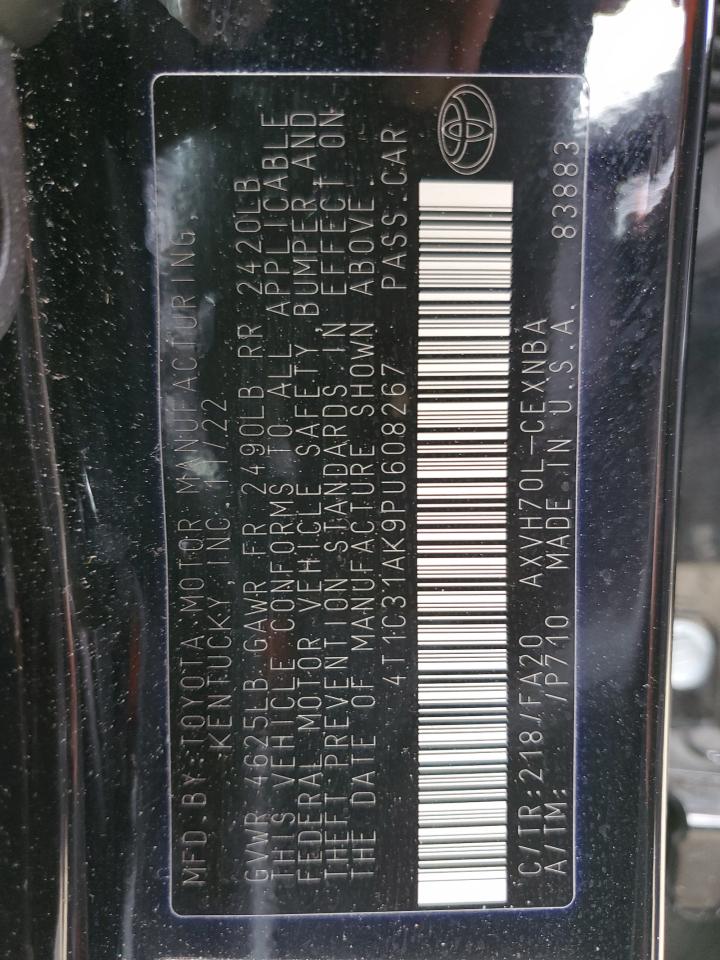 MFD.BY:TOYOTA MOTOR MANUFACTURING,
KENTUCKY,INC.11/22
GVWR 4625LB GAWR FR 2490LB RR 2420LB
THIS VEHICLE CONFORMS TO ALL APPLICABLE
FEDERAL MOTOR VEHICLE SAFETY,BUMPER,AND
THEFT PREVENTION STANDARDS IN EFFECT ON
THE DATE OF MANUFACTURE SHOWN ABOVE.
4T1C31AK9PU608267 PASS.CAR
C/TR:218/FA20 AXVH70L-CEXNBA
A/TM: /P710 MADE IN U.S.A. 83883